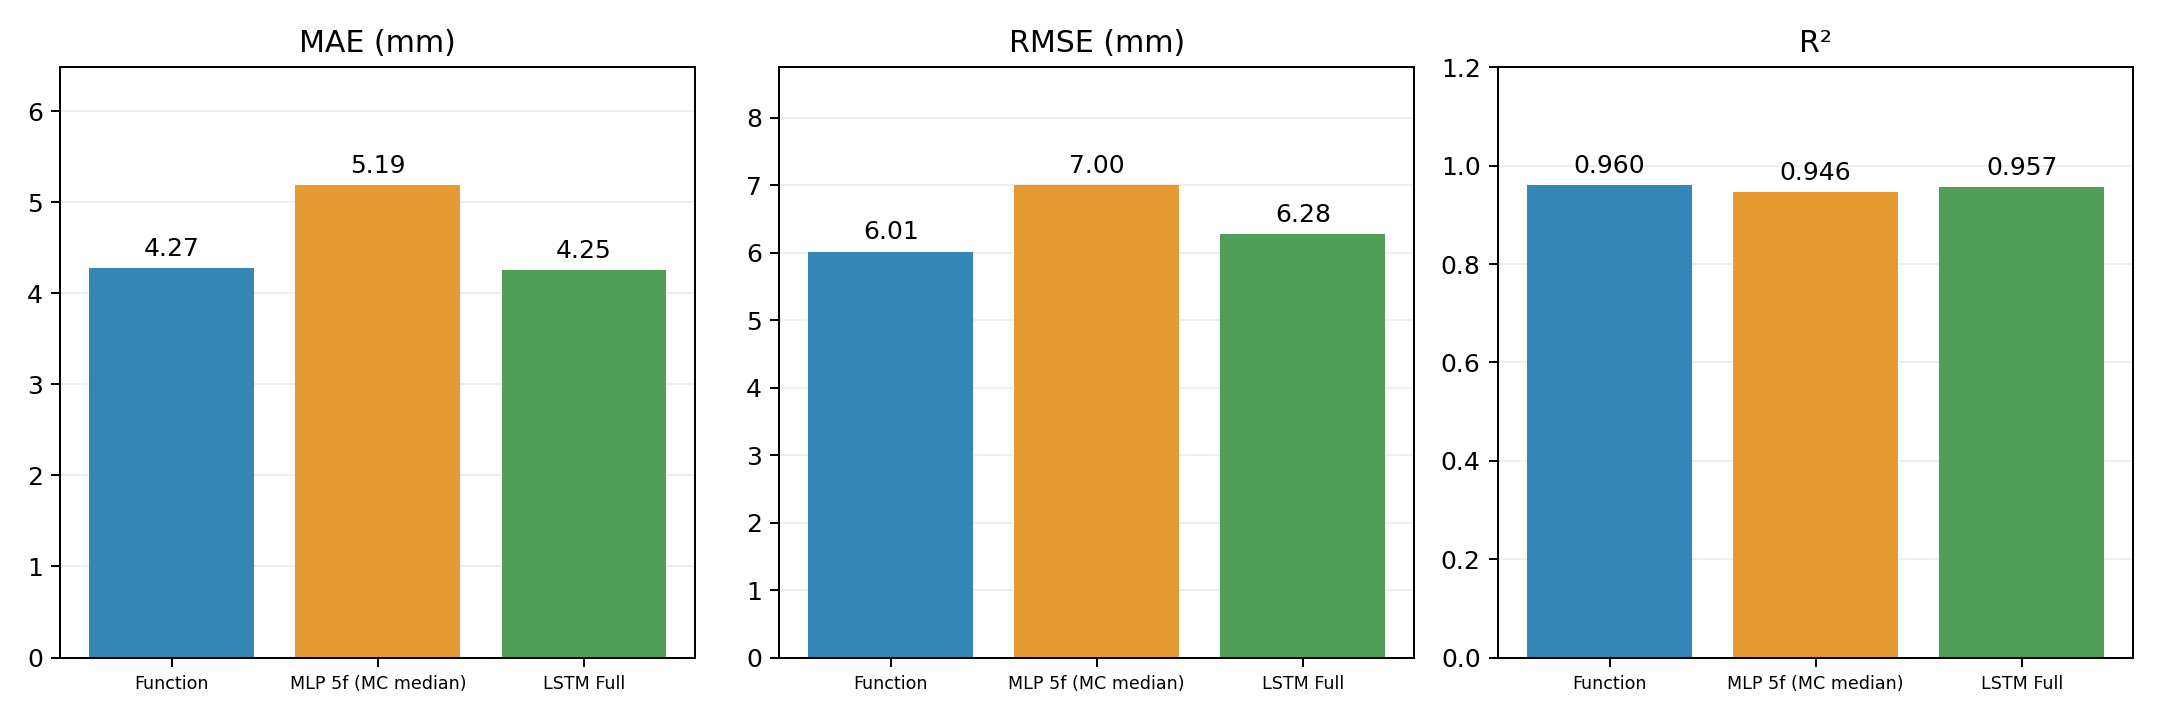 MAE (mm)
6
5
4
3
2
1
0
4.27
5.19
4.25
Function
MLP 5f (MC median)
LSTM Full
RMSE (mm)
8
7
6
5
4
3
2
1
0
6.01
7.00
6.28
Function
MLP 5f (MC median)
LSTM Full
R²
1.2
1.0
0.8
0.6
0.4
0.2
0.0
0.960
0.946
0.957
Function
MLP 5f (MC median)
LSTM Full